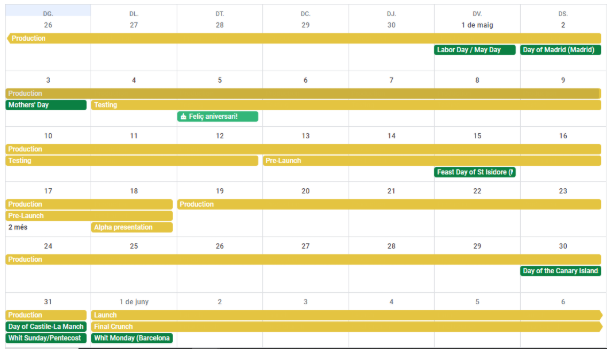 DG. DL. DT. DC. DJ. DV. DS.
26 27 28 29 30 1 de maig 2
Production
Labor Day / May Day Day of Madrid (Madrid)
3 4 5 6 7 8 9
Production
Mothers' Day Testing
Feliç aniversari!
10 11 12 13 14 15 16
Production
Testing Pre-Launch
Feast Day of St Isidore (M
17 18 19 20 21 22 23
Production Production
Pre-Launch
2 més Alpha presentation
24 25 26 27 28 29 30
Production
Day of the Canary Island
31 1 de juny 2 3 4 5 6
Production Launch
Day of Castile-La Manch Final Crunch
Whit Sunday/Pentecost Whit Monday (Barcelona